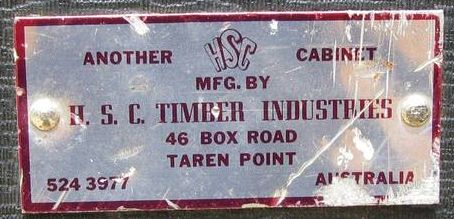 ANOTHER HSC CABINET
MFG. BY
H. S. C. TIMBER INDUSTRIES
46 BOX ROAD
TAREN POINT
524 3977 AUSTRALIA